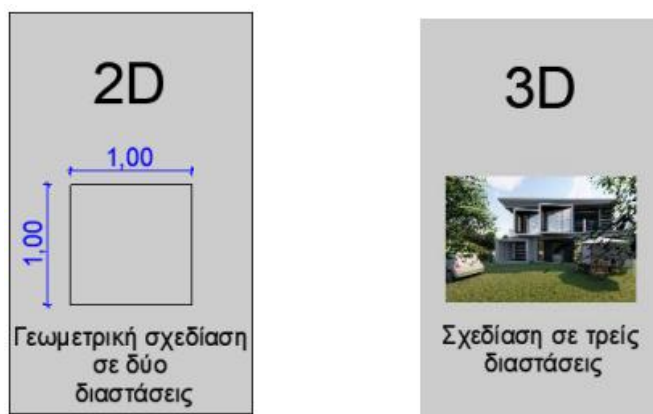 2D
1,00
1,00
Γεωμετρική σχεδίαση
σε δύο
διαστάσεις
3D
Σχεδίαση σε τρείς
διαστάσεις